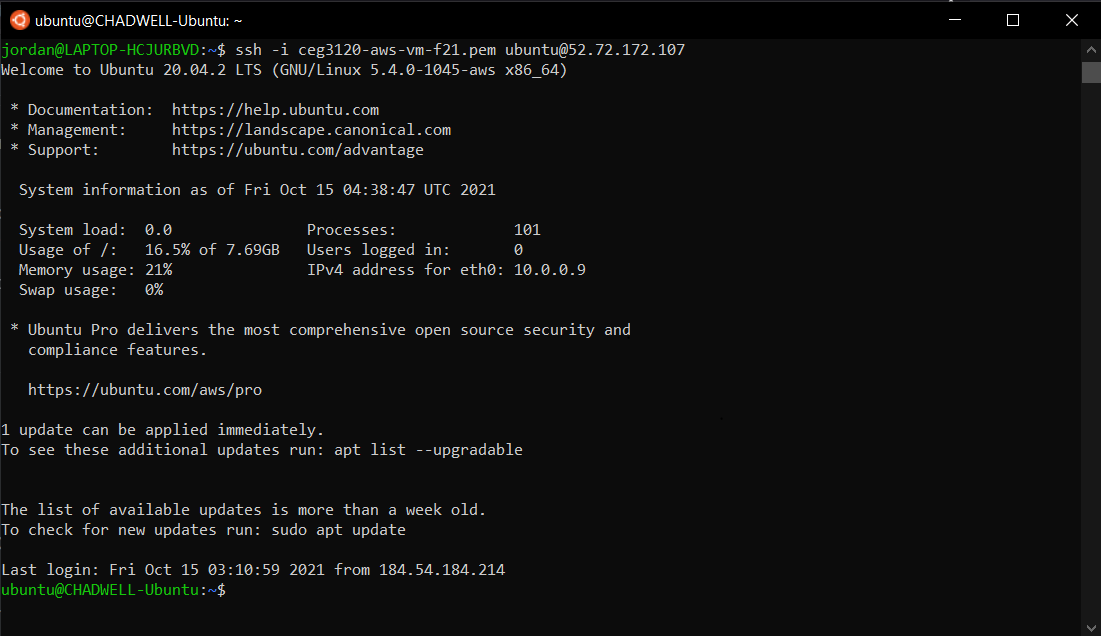 ubuntu@CHADWELL-Ubuntu: ~
jordan@LAPTOP-HCJURBVD:~$ ssh -i ceg3120-aws-vm-f21.pem ubuntu@52.72.172.107
Welcome to Ubuntu 20.04.2 LTS (GNU/Linux 5.4.0-1045-aws x86_64)
* Documentation:  https://help.ubuntu.com
* Management:     https://landscape.canonical.com
* Support:        https://ubuntu.com/advantage
System information as of Fri Oct 15 04:38:47 UTC 2021
System load:  0.0               Processes:             101
Usage of /:   16.5% of 7.69GB   Users logged in:       0
Memory usage: 21%               IPv4 address for eth0: 10.0.0.9
Swap usage:   0%
* Ubuntu Pro delivers the most comprehensive open source security and
compliance features.
https://ubuntu.com/aws/pro
1 update can be applied immediately.
To see these additional updates run: apt list --upgradable
The list of available updates is more than a week old.
To check for new updates run: sudo apt update
Last login: Fri Oct 15 03:10:59 2021 from 184.54.184.214
ubuntu@CHADWELL-Ubuntu:~$